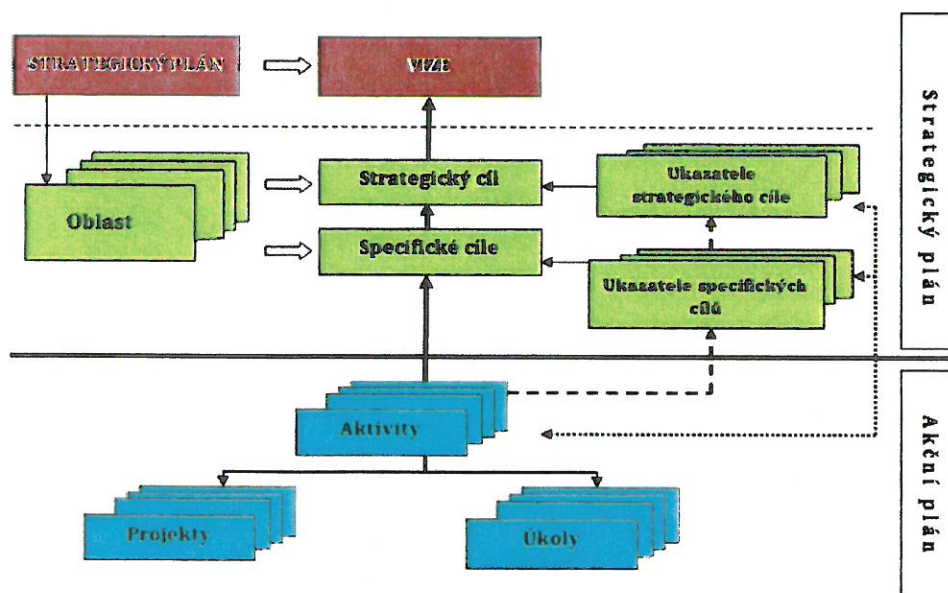 STRATEGICKÝ PLÁN
VIZE
Oblast
Strategický cíl
Specifické cíle
Ukazatele
strategického cíle
Ukazatele specifických
cílů
Strategický plán
Aktivity
Projekty
Úkoly
Akční plán